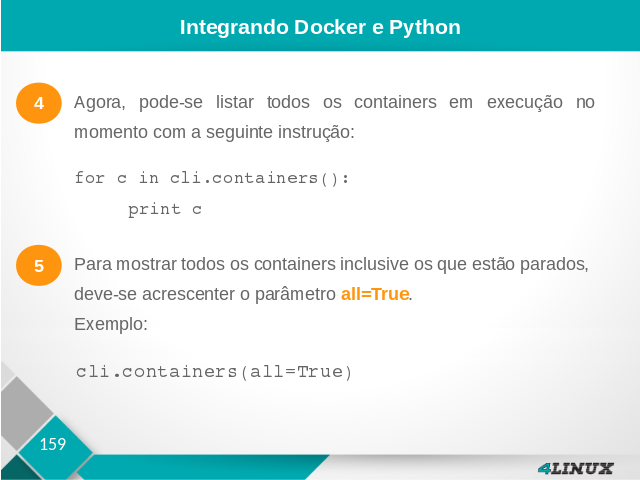 Integrando Docker e Python
4
Agora, pode-se listar todos os containers em execução no
momento com a seguinte instrução:
for c in cli.containers():
print c
5
Para mostrar todos os containers inclusive os que estão parados,
deve-se acrescenter o parâmetro all=True.
Exemplo:
cli.containers(all=True)
159
4LINUX